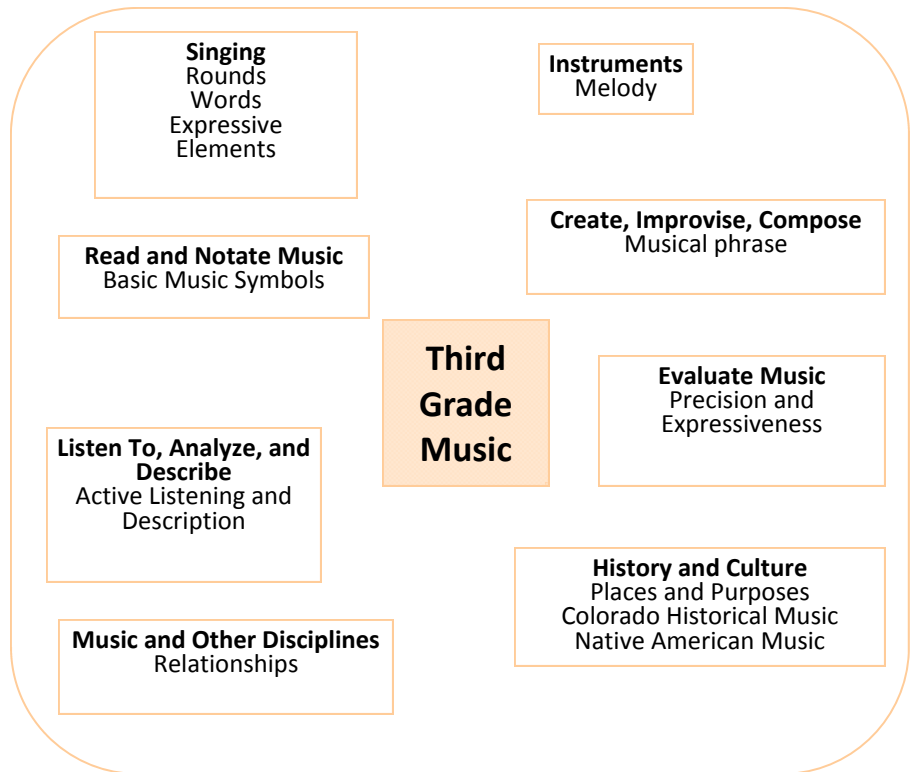 Singing
Rounds
Words
Expressive
Elements
Instruments
Melody
Create, Improvise, Compose
Musical phrase
Read and Notate Music
Basic Music Symbols
Third
Grade
Music
Evaluate Music
Precision and
Expressiveness
Listen To, Analyze, and
Describe
Active Listening and
Description
History and Culture
Places and Purposes
Colorado Historical Music
Native American Music
Music and Other Disciplines
Relationships